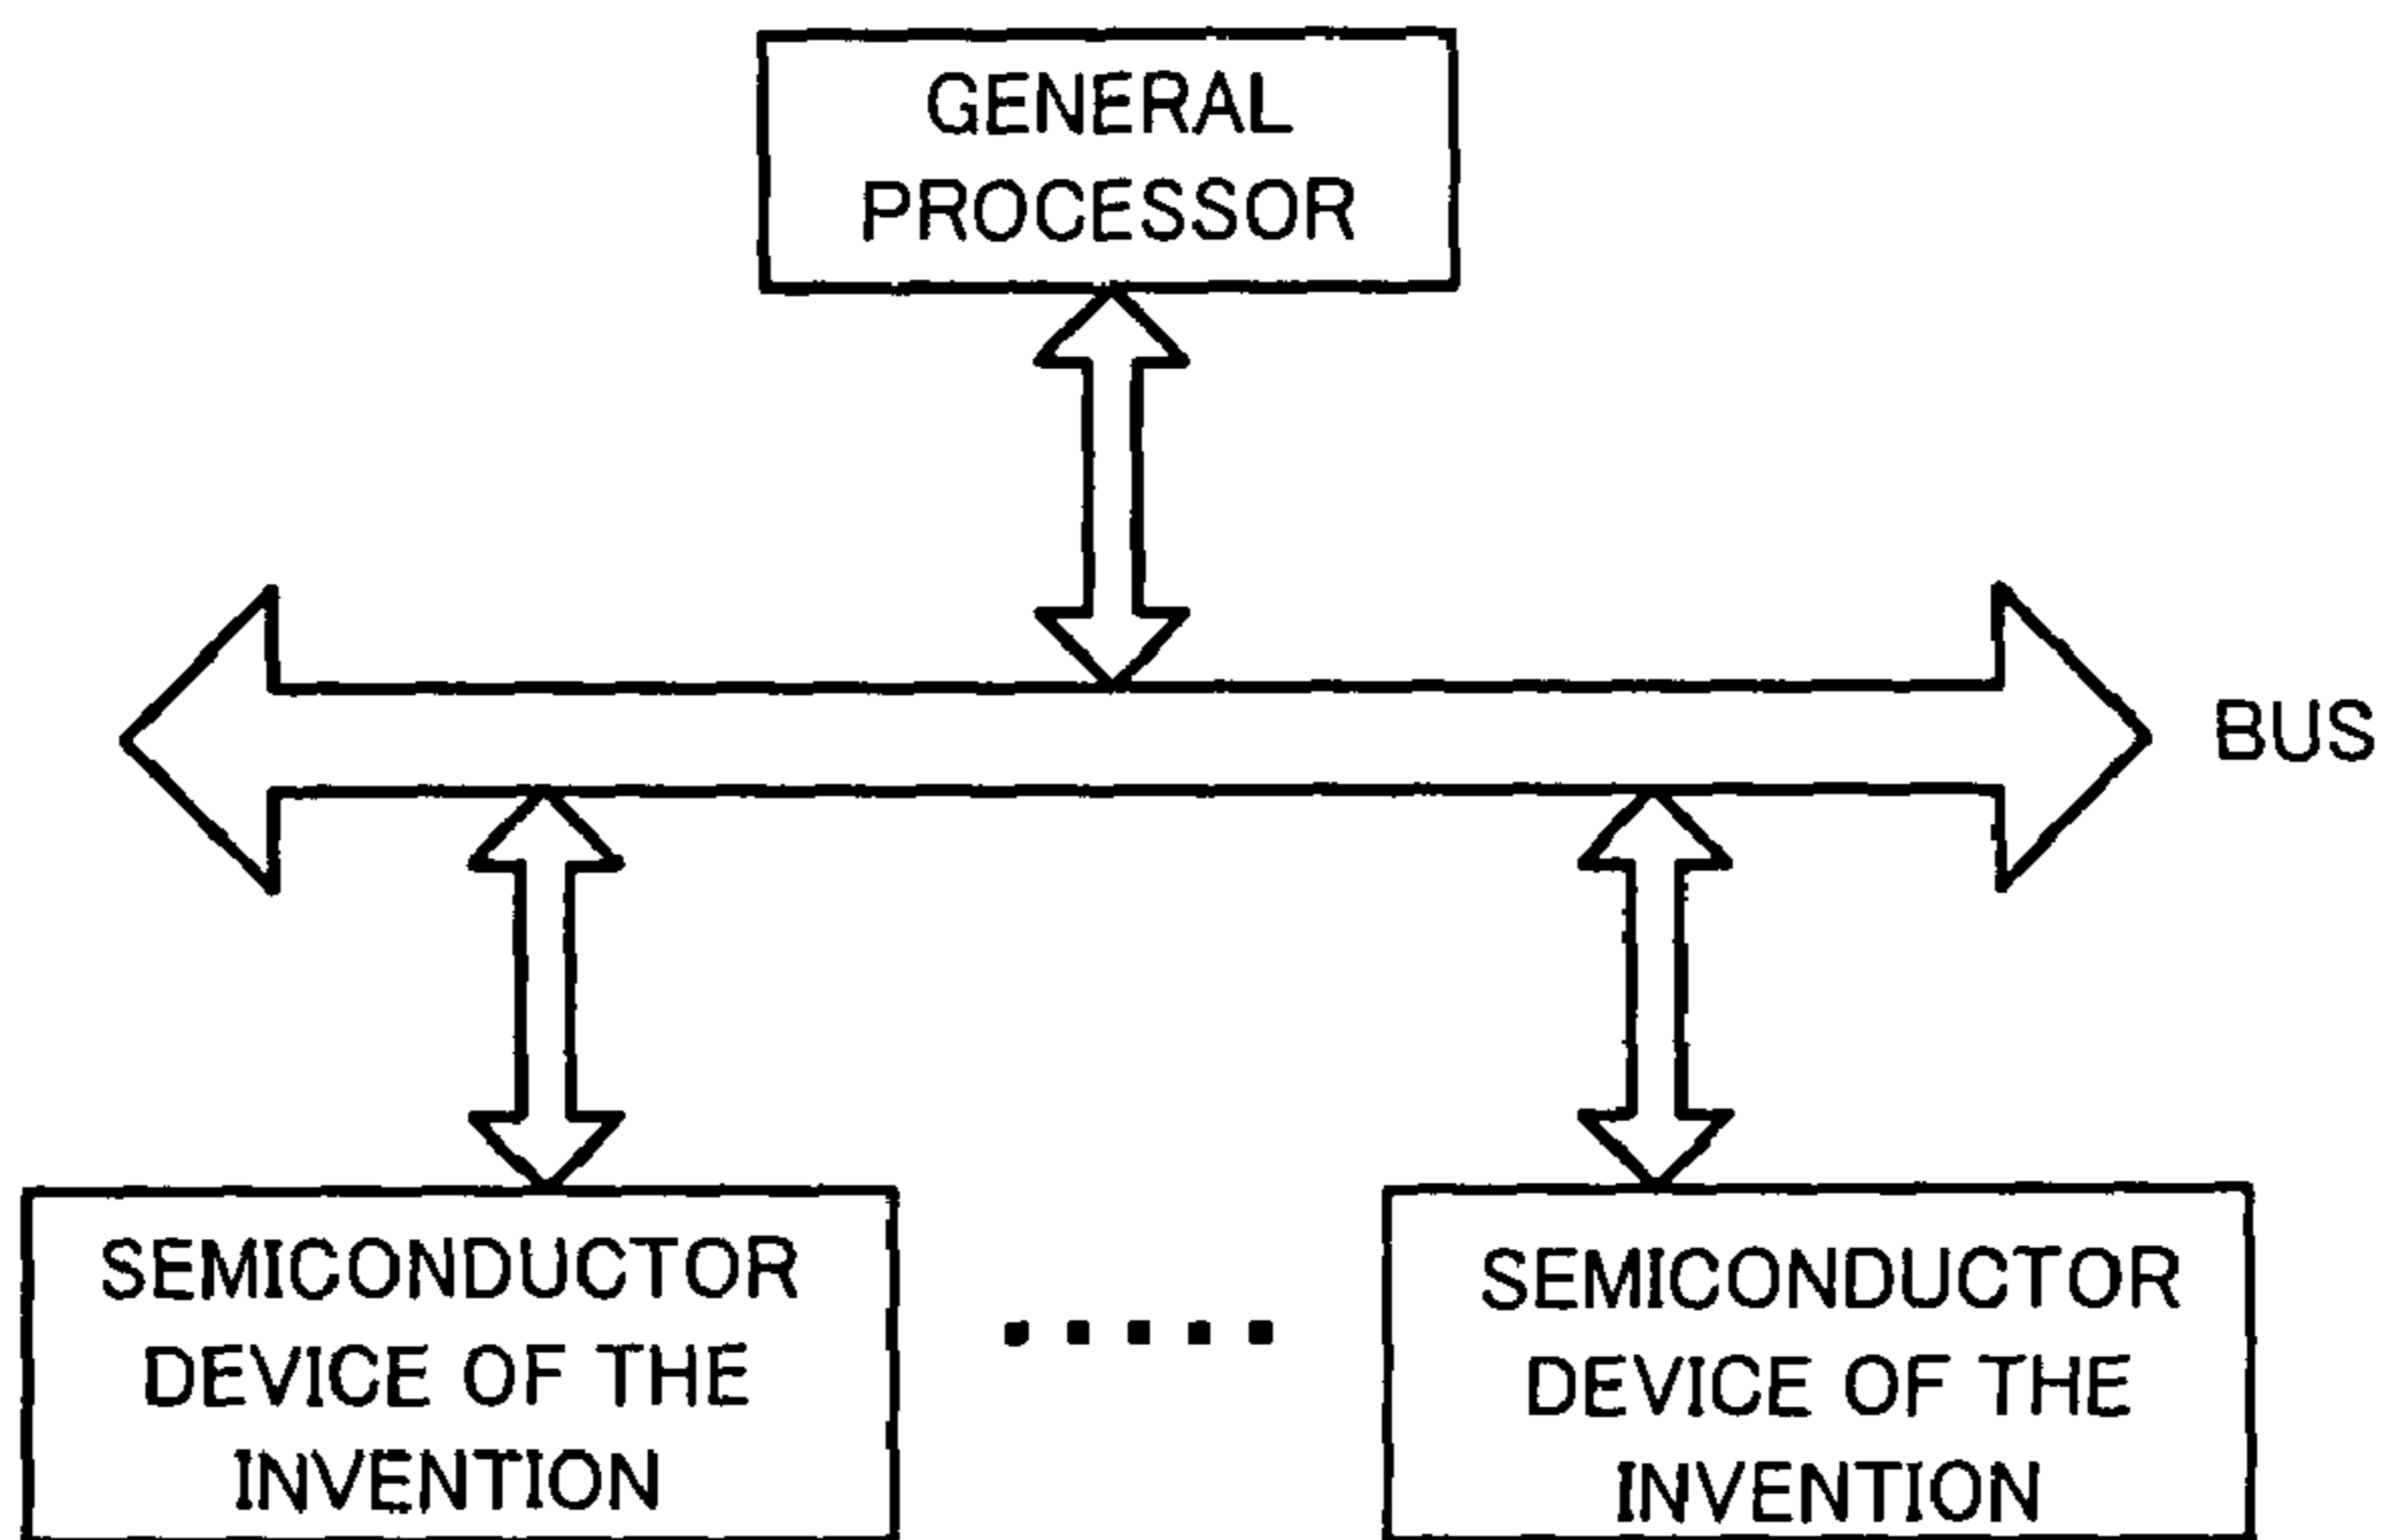 GENERAL
PROCESSOR
BUS
SEMICONDUCTOR
DEVICE OF THE
INVENTION
SEMICONDUCTOR
DEVICE OF THE
INVENTION